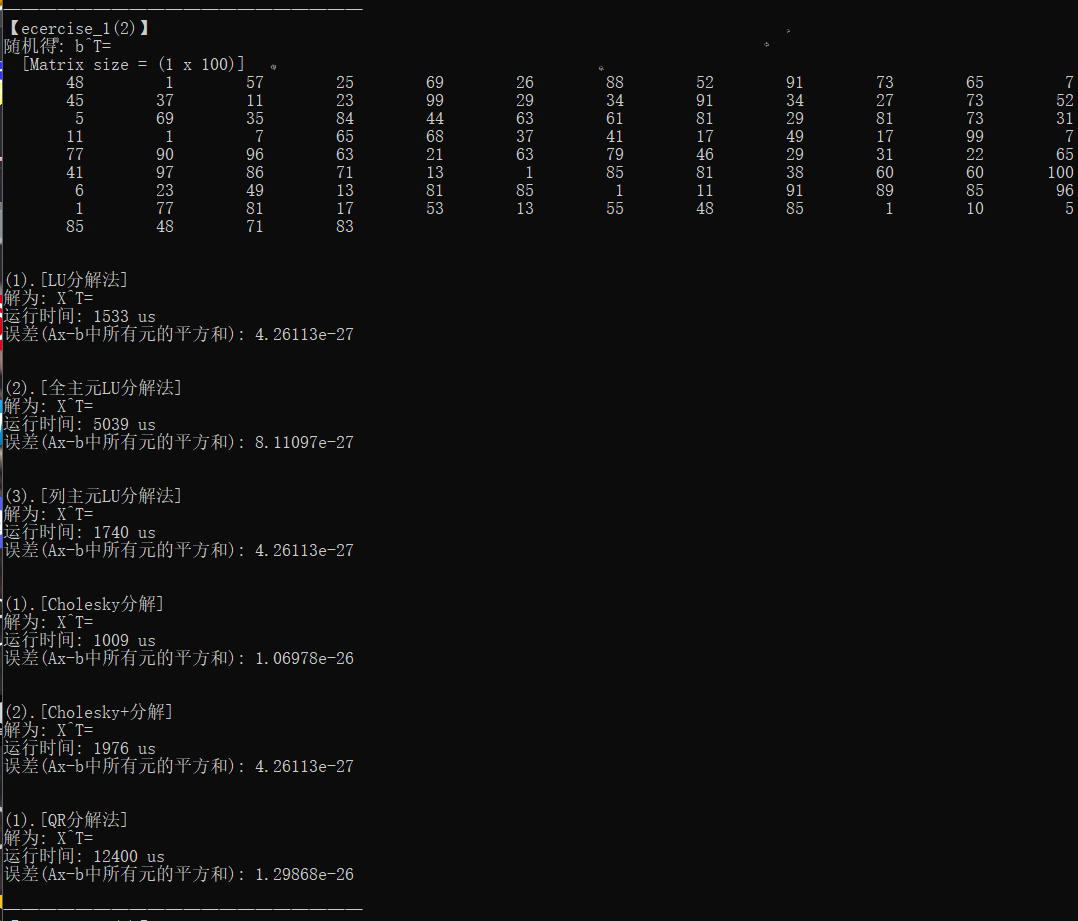 【ecercise_1(2)】
随机得: b^T=
[Matrix size = (1 x 100)]
48 1 57 25 69 26 88 52 91 73 65 7
45 37 11 23 99 29 34 91 34 27 73 52
5 69 35 84 44 63 61 81 29 81 73 31
11 1 7 65 68 37 41 17 49 17 99 7
77 90 96 63 21 63 79 46 29 31 22 65
41 97 86 71 13 1 85 81 38 60 60 100
6 23 49 13 81 85 1 11 91 89 85 96
1 77 81 17 53 13 55 48 85 1 10 5
85 48 71 83
(1).[LU分解法]
解为: X^T=
运行时间: 1533 us
误差(Ax-b中所有元的平方和): 4.26113e-27
(2).[全主元LU分解法]
解为: X^T=
运行时间: 5039 us
误差(Ax-b中所有元的平方和): 8.11097e-27
(3).[列主元LU分解法]
解为: X^T=
运行时间: 1740 us
误差(Ax-b中所有元的平方和): 4.26113e-27
(1).[Cholesky分解]
解为: X^T=
运行时间: 1009 us
误差(Ax-b中所有元的平方和): 1.06978e-26
(2).[Cholesky+分解]
解为: X^T=
运行时间: 1976 us
误差(Ax-b中所有元的平方和): 4.26113e-27
(1).[QR分解法]
解为: X^T=
运行时间: 12400 us
误差(Ax-b中所有元的平方和): 1.29868e-26